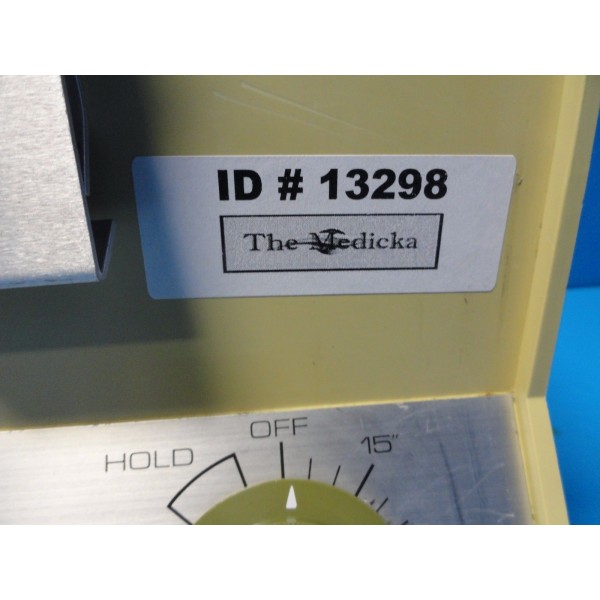 ID # 13298
The Medicka
OFF
HOLD
15"